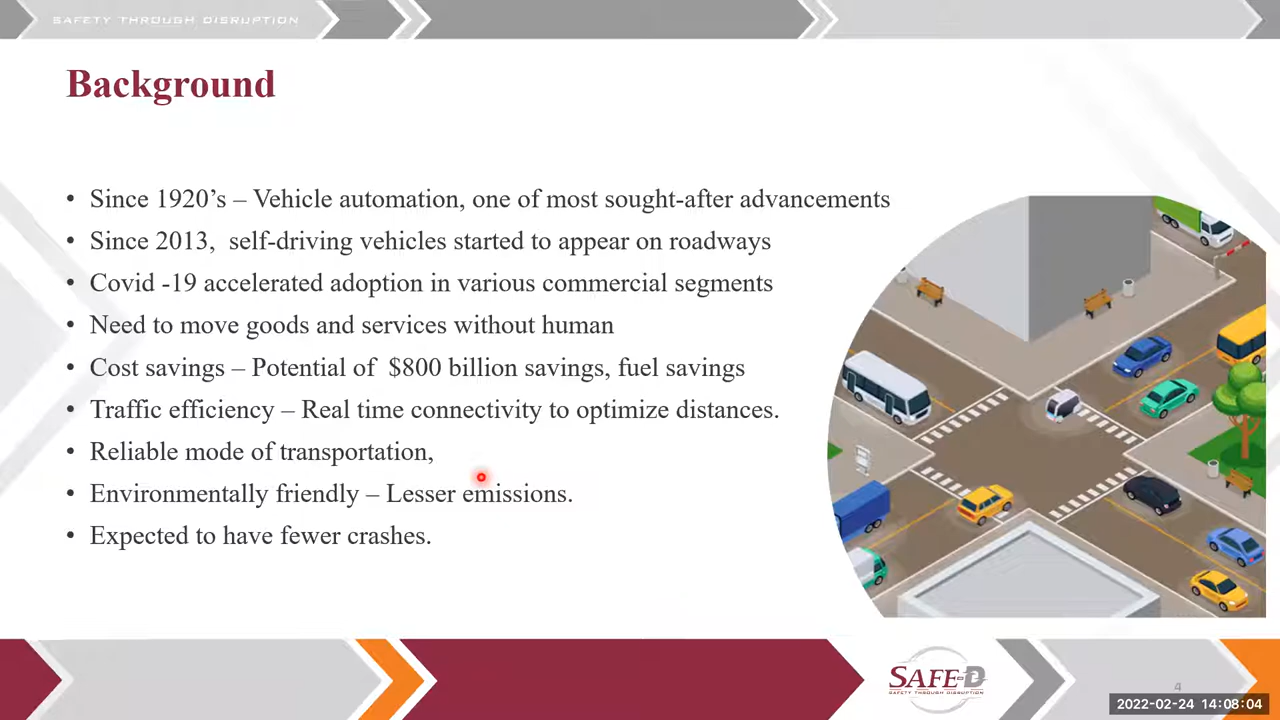 SAFETY THROUGH DISRUPTION
Background
• Since 1920’s – Vehicle automation, one of most sought-after advancements
• Since 2013,  self-driving vehicles started to appear on roadways
• Covid -19 accelerated adoption in various commercial segments
• Need to move goods and services without human
• Cost savings – Potential of  $800 billion savings, fuel savings
• Traffic efficiency – Real time connectivity to optimize distances.
• Reliable mode of transportation,
• Environmentally friendly – Lesser emissions.
• Expected to have fewer crashes.
SAFE-D
SAFETY THROUGH DISRUPTION
4
2022-02-24 14:08:04